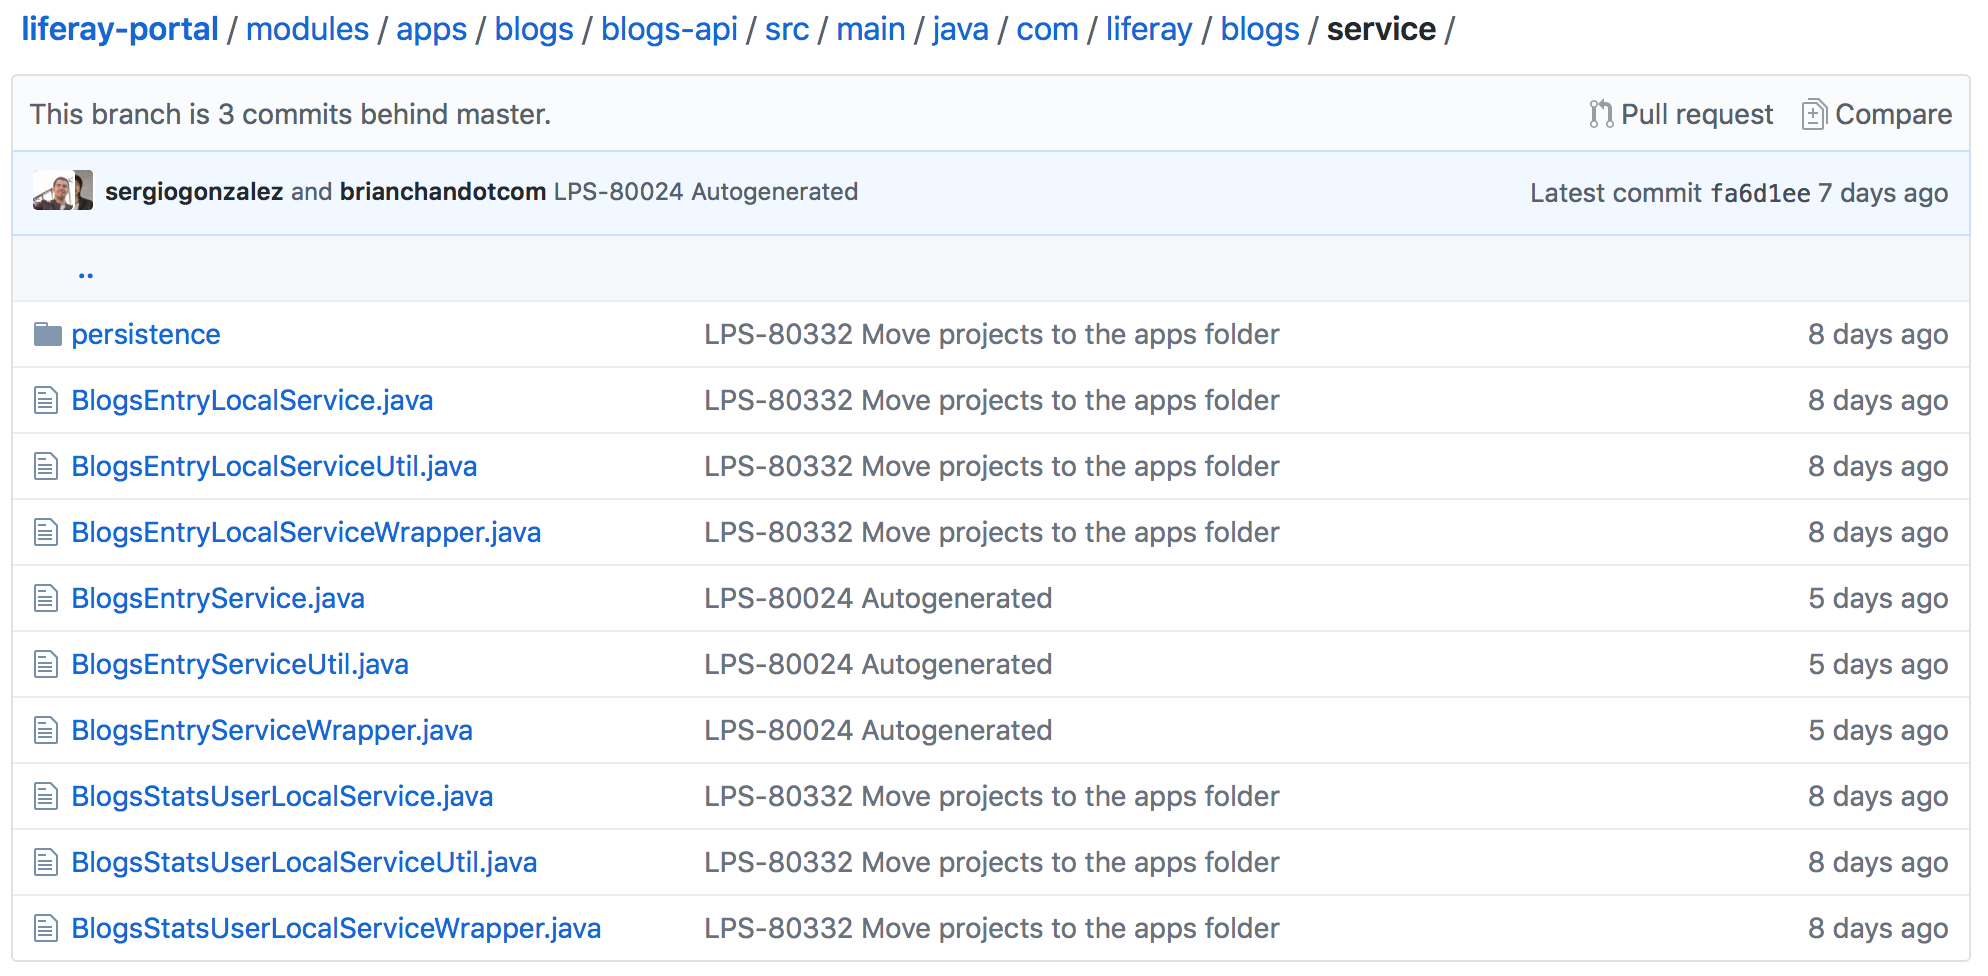 liferay-portal / modules / apps / blogs / blogs-api / src / main / java / com / liferay / blogs / service /
This branch is 3 commits behind master. Pull request Compare
sergiogonzalez and brianchandotcom LPS-80024 Autogenerated Latest commit fa6d1ee 7 days ago
..
persistence LPS-80332 Move projects to the apps folder 8 days ago
BlogsEntryLocalService.java LPS-80332 Move projects to the apps folder 8 days ago
BlogsEntryLocalServiceUtil.java LPS-80332 Move projects to the apps folder 8 days ago
BlogsEntryLocalServiceWrapper.java LPS-80332 Move projects to the apps folder 8 days ago
BlogsEntryService.java LPS-80024 Autogenerated 5 days ago
BlogsEntryServiceUtil.java LPS-80024 Autogenerated 5 days ago
BlogsEntryServiceWrapper.java LPS-80024 Autogenerated 5 days ago
BlogsStatsUserLocalService.java LPS-80332 Move projects to the apps folder 8 days ago
BlogsStatsUserLocalServiceUtil.java LPS-80332 Move projects to the apps folder 8 days ago
BlogsStatsUserLocalServiceWrapper.java LPS-80332 Move projects to the apps folder 8 days ago